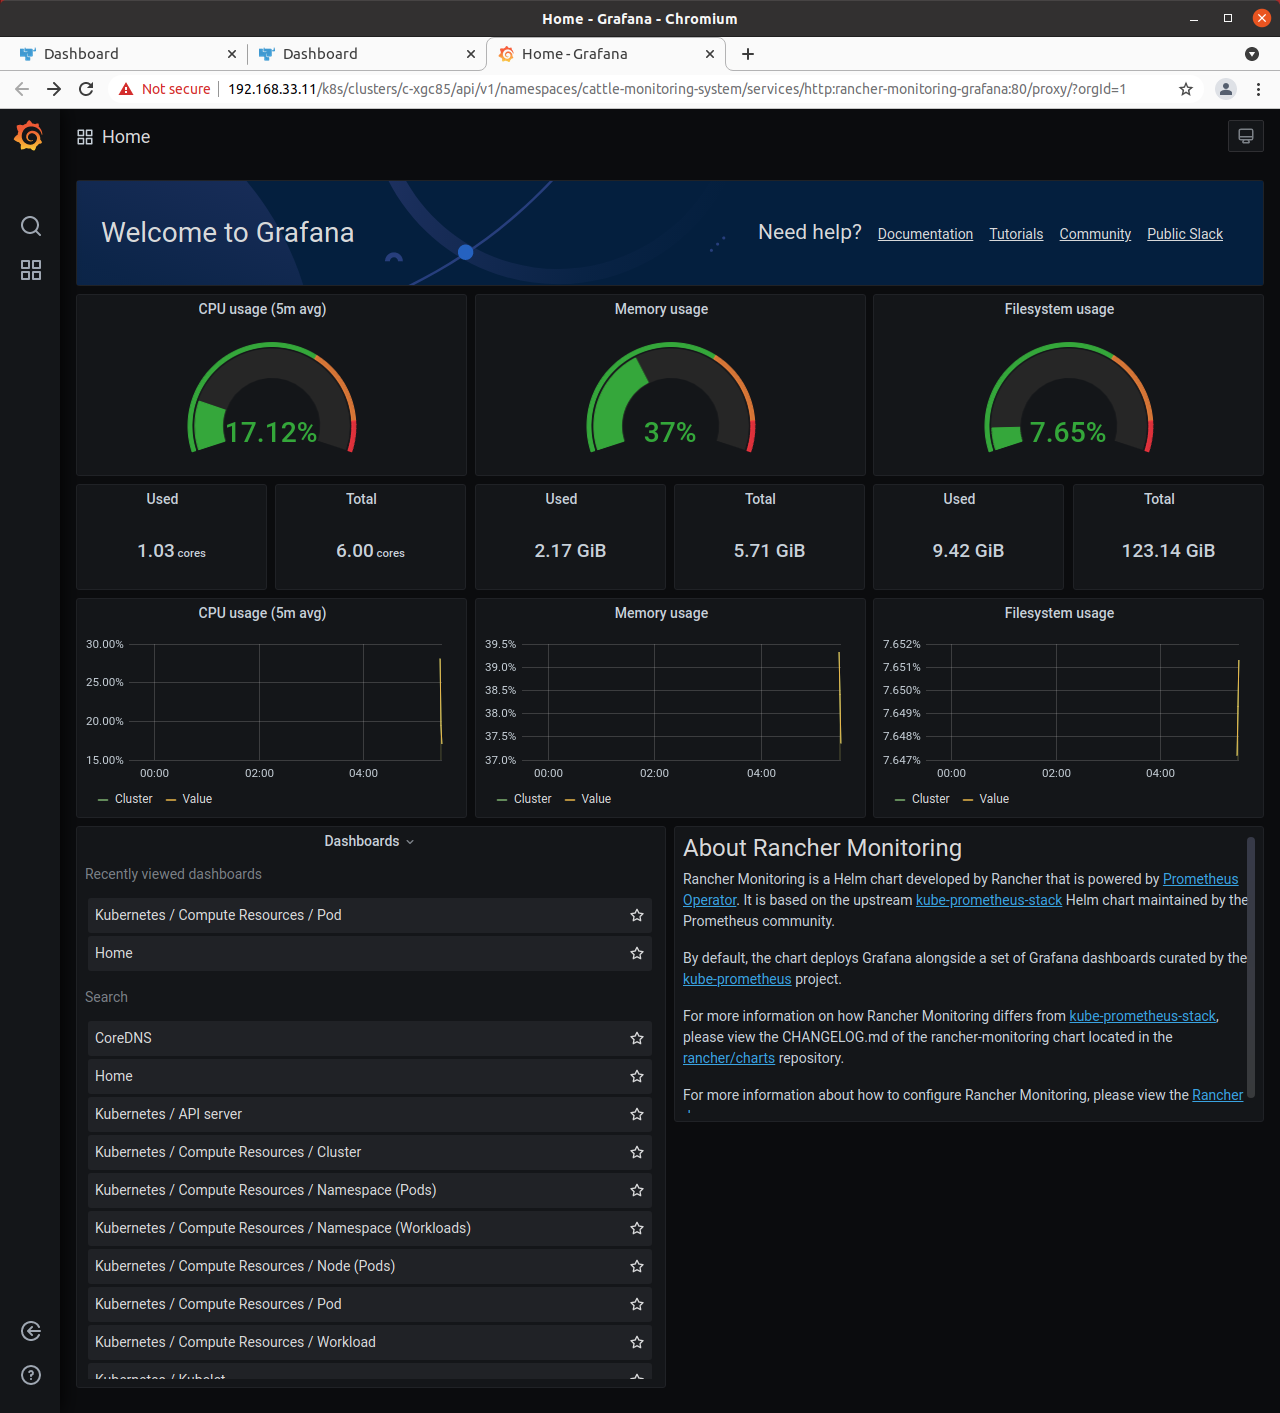 Home - Grafana - Chromium
Dashboard
Dashboard
Home - Grafana
Not secure
192.168.33.11/k8s/clusters/c-xgc85/api/v1/namespaces/cattle-monitoring-system/services/http:rancher-monitoring-grafana:80/proxy/?orgId=1
Home
Welcome to Grafana
Need help? Documentation Tutorials Community Public Slack
CPU usage (5m avg)
17.12%
Memory usage
37%
Filesystem usage
7.65%
Used
1.03 cores
Total
6.00 cores
Used
2.17 GiB
Total
5.71 GiB
Used
9.42 GiB
Total
123.14 GiB
CPU usage (5m avg)
30.00%
25.00%
20.00%
15.00%
00:00 02:00 04:00
Cluster Value
Memory usage
39.5%
39.0%
38.5%
38.0%
37.5%
37.0%
00:00 02:00 04:00
Cluster Value
Filesystem usage
7.652%
7.651%
7.650%
7.649%
7.648%
7.647%
00:00 02:00 04:00
Cluster Value
Dashboards
Recently viewed dashboards
Kubernetes / Compute Resources / Pod
Home
Search
CoreDNS
Home
Kubernetes / API server
Kubernetes / Compute Resources / Cluster
Kubernetes / Compute Resources / Namespace (Pods)
Kubernetes / Compute Resources / Namespace (Workloads)
Kubernetes / Compute Resources / Node (Pods)
Kubernetes / Compute Resources / Pod
Kubernetes / Compute Resources / Workload
Kubernetes / Kubelet
About Rancher Monitoring
Rancher Monitoring is a Helm chart developed by Rancher that is powered by Prometheus
Operator. It is based on the upstream kube-prometheus-stack Helm chart maintained by the
Prometheus community.
By default, the chart deploys Grafana alongside a set of Grafana dashboards curated by the
kube-prometheus project.
For more information on how Rancher Monitoring differs from kube-prometheus-stack,
please view the CHANGELOG.md of the rancher-monitoring chart located in the
rancher/charts repository.
For more information about how to configure Rancher Monitoring, please view the Rancher